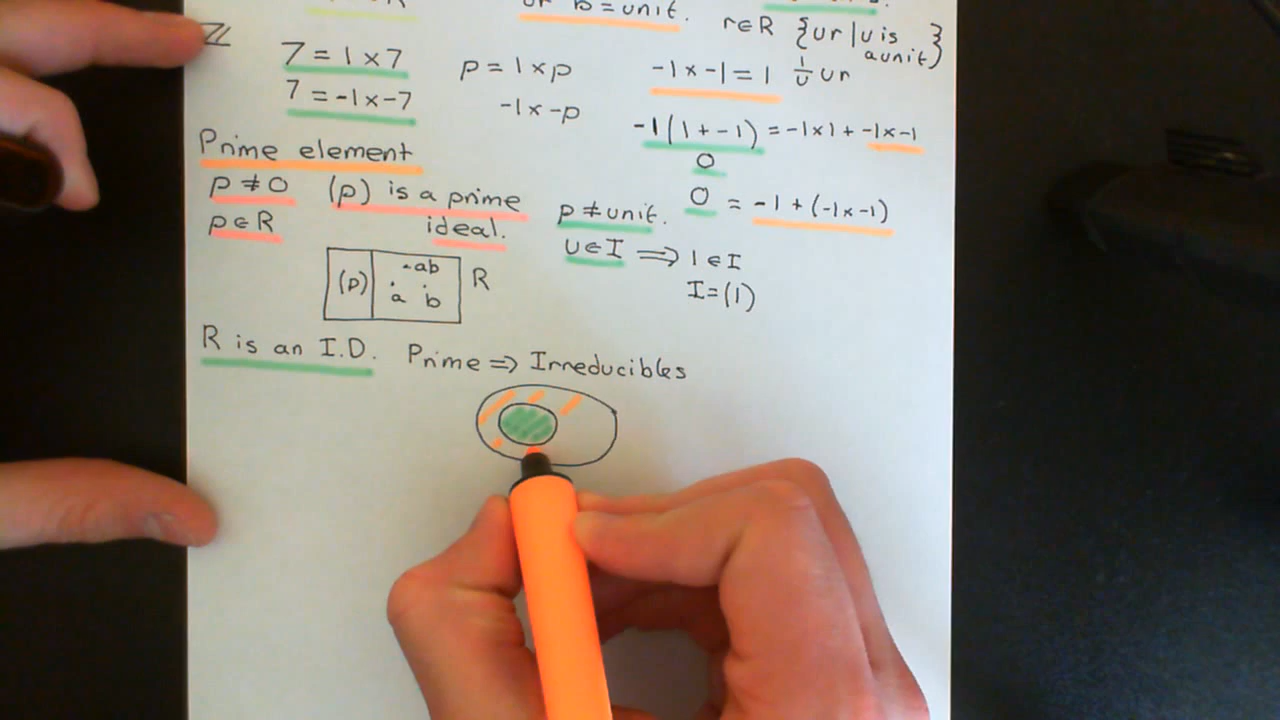 or b = unit.
r∈R {ur | u is a unit}
ℤ
7 = 1 × 7
p = 1 × p
-1 × -1 = 1
1/u ur
7 = -1 × -7
-1 × -p
-1(1 + -1) = -1×1 + -1×-1
0
Prime element
p ≠ 0 (p) is a prime ideal.
p∈R
p ≠ unit.
0 = -1 + (-1×-1)
u∈I ⟹ 1∈I
I = (1)
(p) ·ab R
a b
R is an I.D. Prime ⇒ Irreducibles